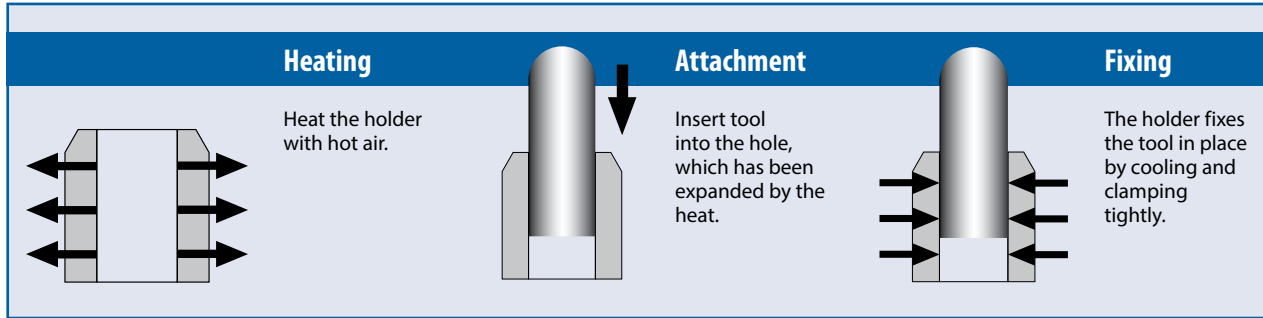 Heating
Heat the holder
with hot air.
Attachment
Insert tool
into the hole,
which has been
expanded by the
heat.
Fixing
The holder fixes
the tool in place
by cooling and
clamping
tightly.